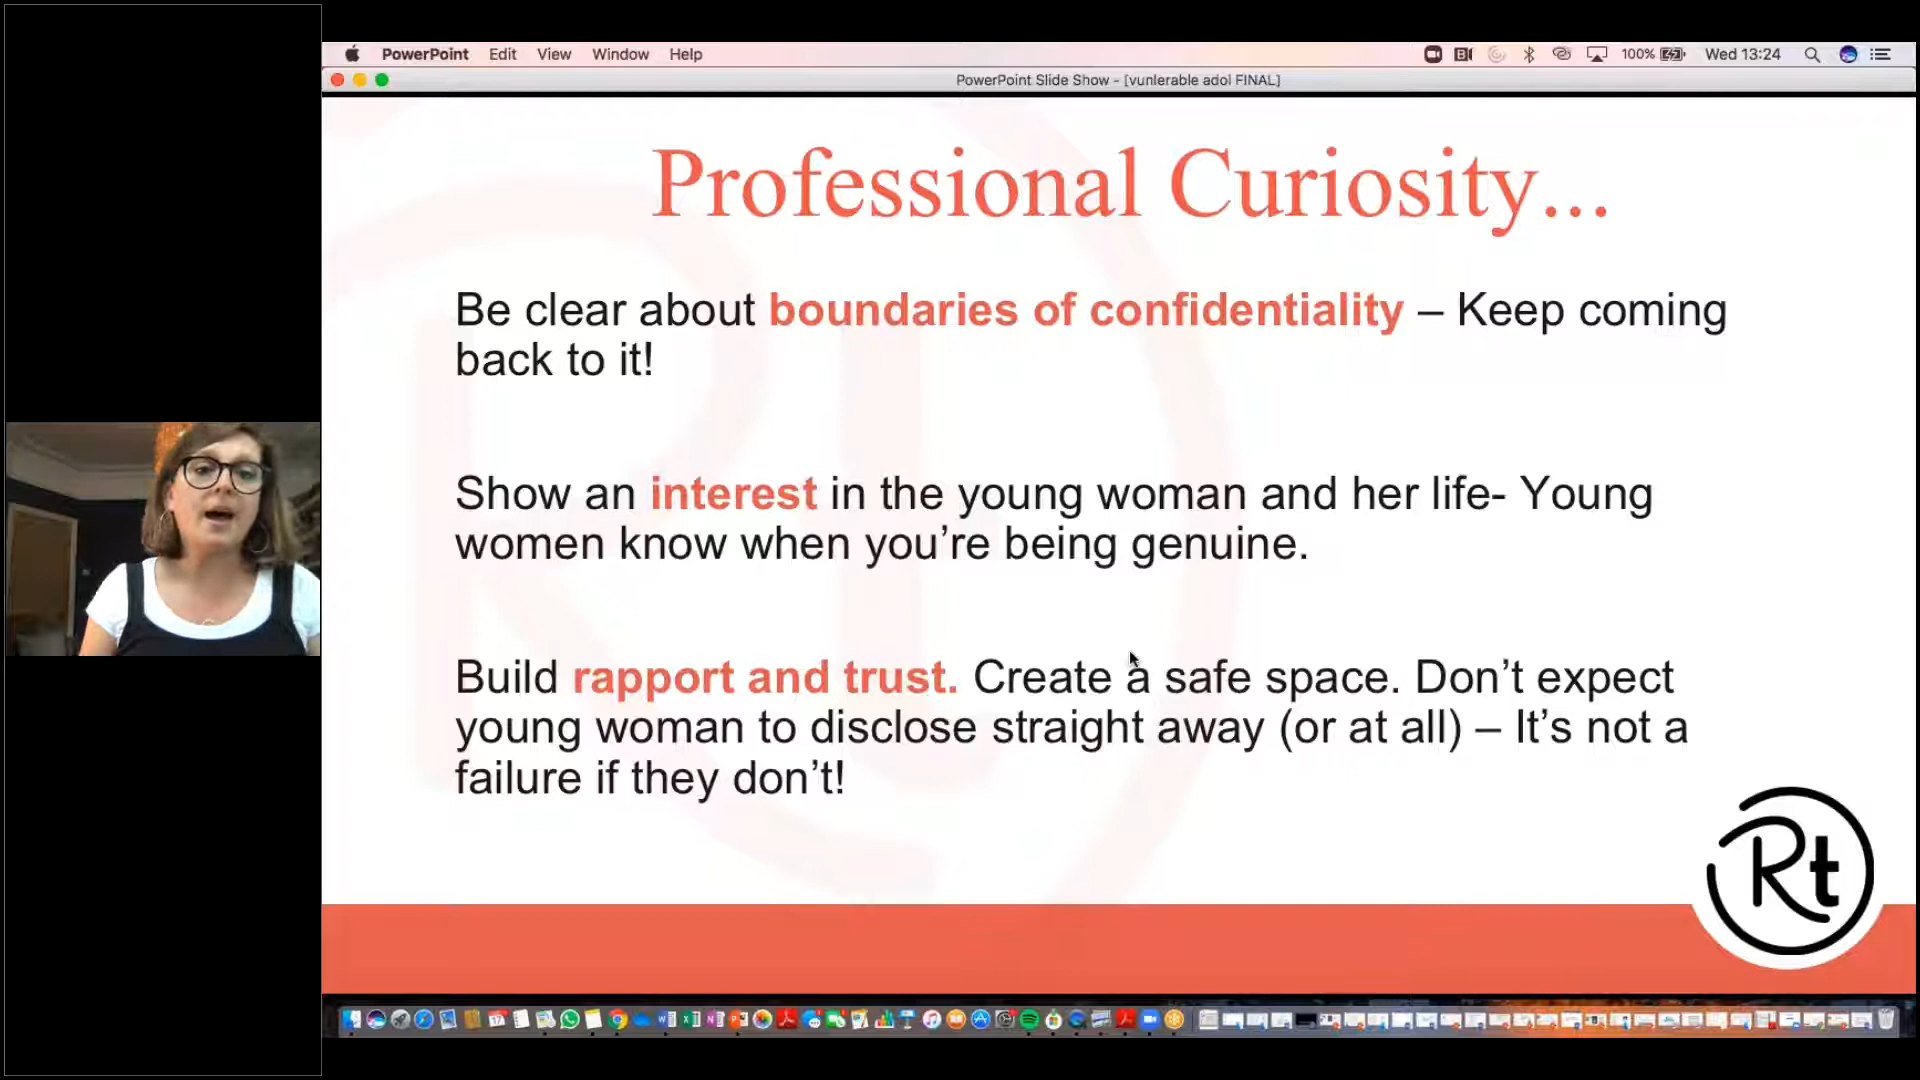 PowerPoint Edit View Window Help 100% Wed 13:24
PowerPoint Slide Show - [vunlerable adol FINAL]
Professional Curiosity...
Be clear about boundaries of confidentiality – Keep coming
back to it!
Show an interest in the young woman and her life- Young
women know when you’re being genuine.
Build rapport and trust. Create a safe space. Don’t expect
young woman to disclose straight away (or at all) – It’s not a
failure if they don’t!
Rt